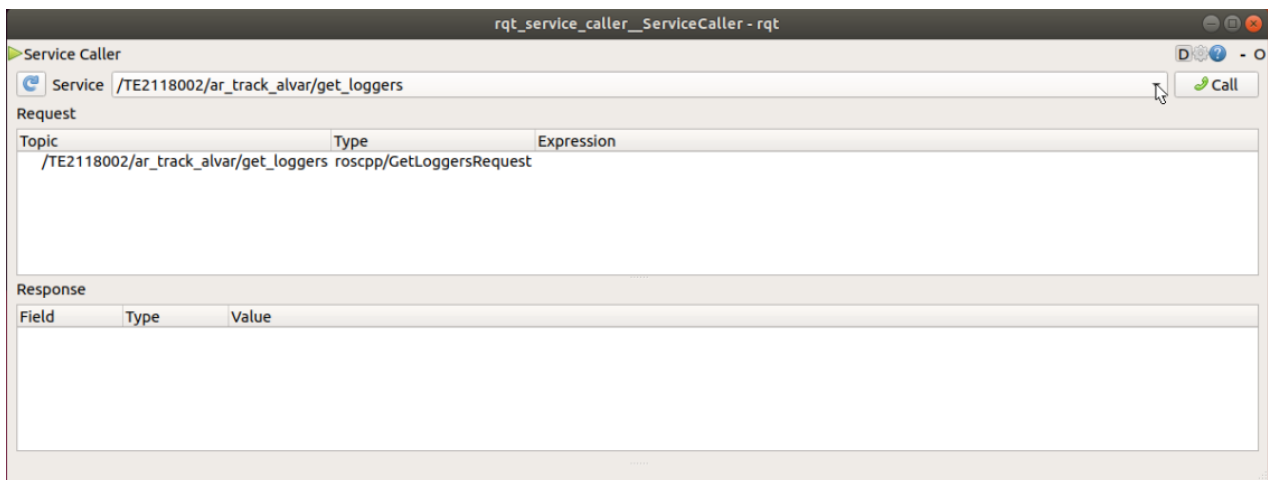 rqt_service_caller__ServiceCaller - rqt
Service Caller D ? - O
Service /TE2118002/ar_track_alvar/get_loggers Call
Request
Topic Type Expression
/TE2118002/ar_track_alvar/get_loggers roscpp/GetLoggersRequest
Response
Field Type Value